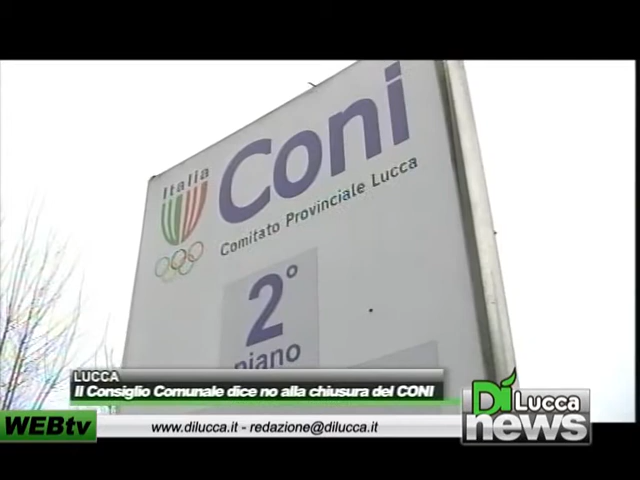 Italia
Coni
Comitato Provinciale Lucca
2°
piano
LUCCA
Il Consiglio Comunale dice no alla chiusura del CONI
WEBtv
www.dilucca.it - redazione@dilucca.it
Dì LUCCA
news